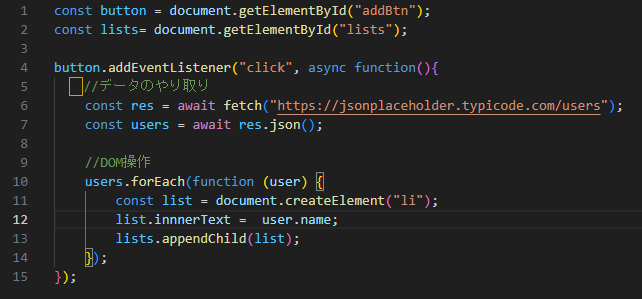 1 const button = document.getElementById("addBtn");
2 const lists= document.getElementById("lists");
3
4 button.addEventListener("click", async function(){
5 //データのやり取り
6 const res = await fetch("https://jsonplaceholder.typicode.com/users");
7 const users = await res.json();
8
9 //DOM操作
10 users.forEach(function (user) {
11 const list = document.createElement("li");
12 list.innnerText =  user.name;
13 lists.appendChild(list);
14 });
15 });